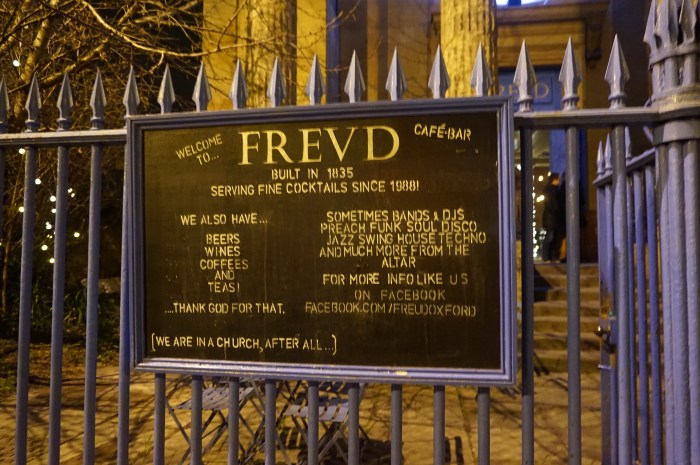 WELCOME
TO...
FREVD
CAFÉ-BAR
BUILT IN 1835
SERVING FINE COCKTAILS SINCE 1988!
WE ALSO HAVE...
BEERS
WINES
COFFEES
AND
TEAS!
....THANK GOD FOR THAT.
(WE ARE IN A CHURCH, AFTER ALL...)
SOMETIMES BANDS & DJS
PREACH FUNK SOUL DISCO
JAZZ SWING HOUSE TECHNO
AND MUCH MORE FROM THE
ALTAR
FOR MORE INFO LIKE US
ON FACEBOOK
FACEBOOK.COM/FREUDOXFORD